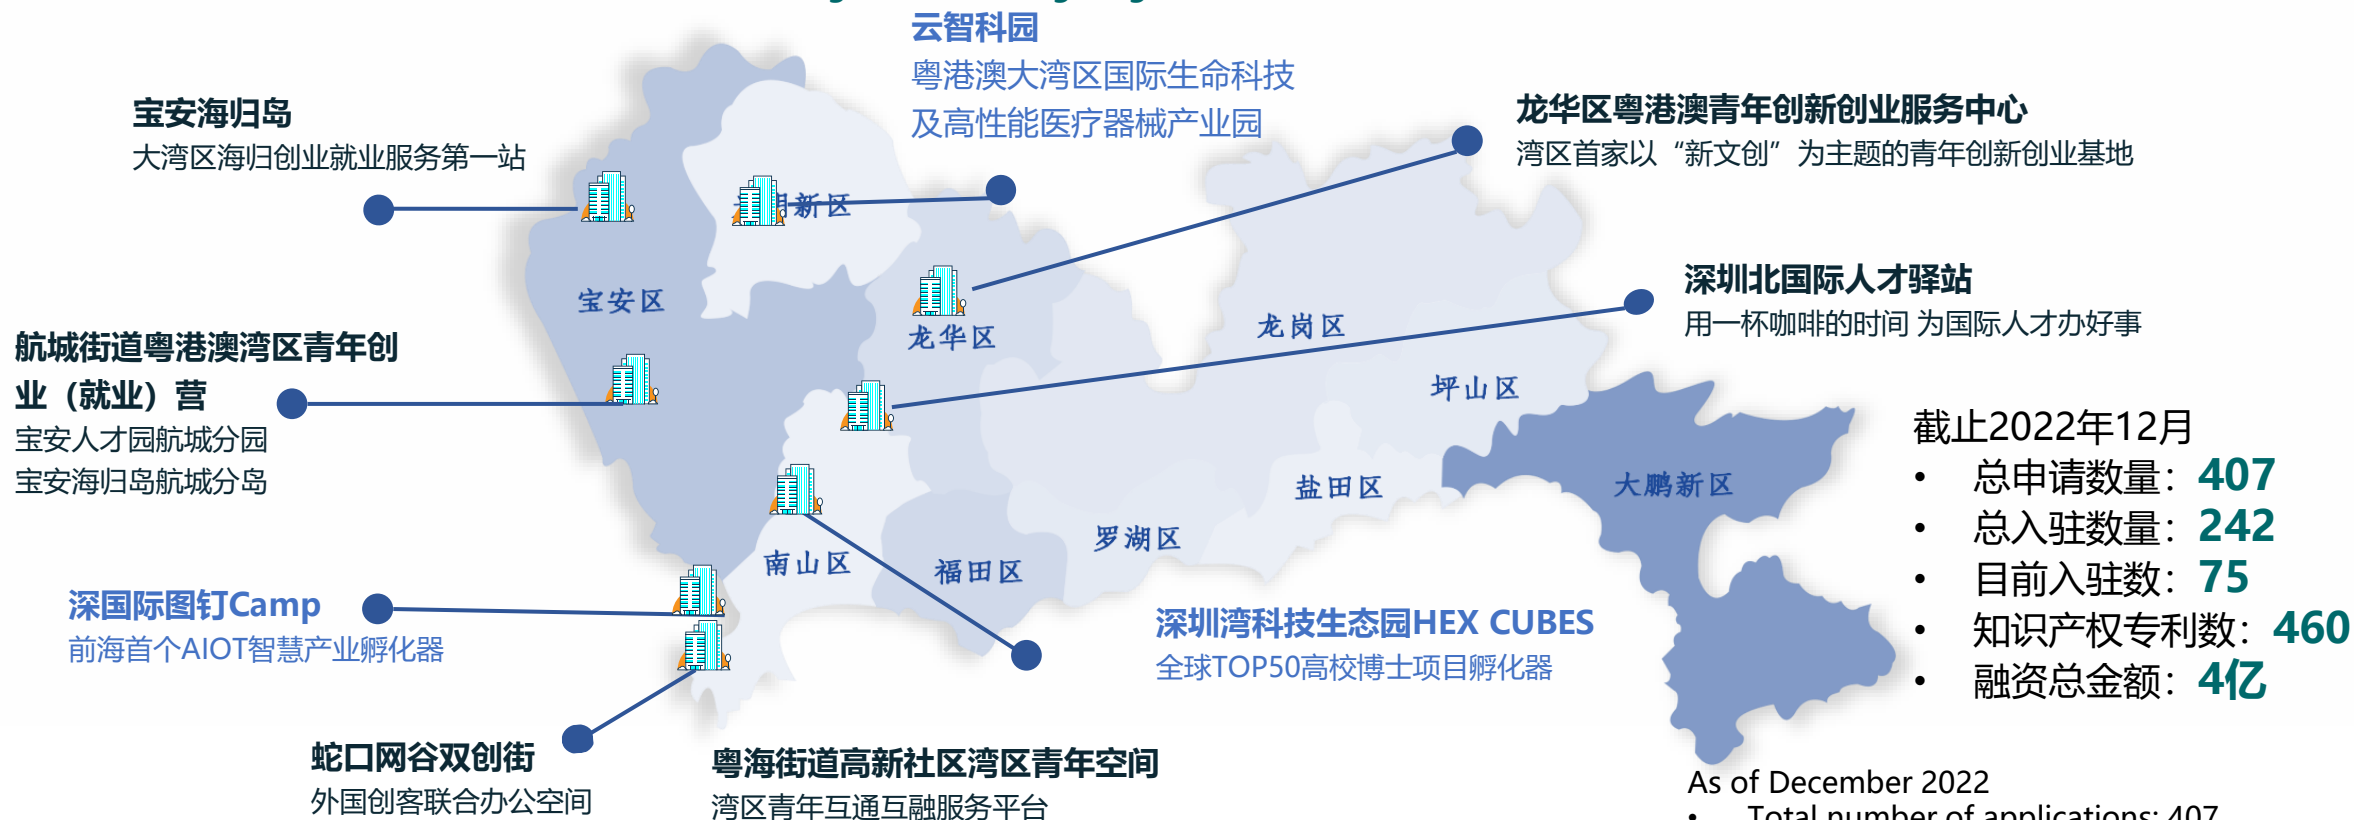 云智科园
粤港澳大湾区国际生命科技
及高性能医疗器械产业园
宝安海归岛
大湾区海归创业就业服务第一站
龙华区粤港澳青年创新创业服务中心
湾区首家以“新文创”为主题的青年创新创业基地
新区
深圳北国际人才驿站
用一杯咖啡的时间 为国际人才办好事
宝安区
龙华区
龙岗区
坪山区
航城街道粤港澳湾区青年创
业（就业）营
宝安人才园航城分园
宝安海归岛航城分岛
盐田区
大鹏新区
罗湖区
南山区
福田区
截止2022年12月
• 总申请数量：407
• 总入驻数量：242
• 目前入驻数：75
• 知识产权专利数：460
• 融资总金额：4亿
深国际图钉Camp
前海首个AIOT智慧产业孵化器
深圳湾科技生态园HEX CUBES
全球TOP50高校博士项目孵化器
蛇口网谷双创街
外国创客联合办公空间
粤海街道高新社区湾区青年空间
湾区青年互通互融服务平台
As of December 2022
• Total number of applications: 407